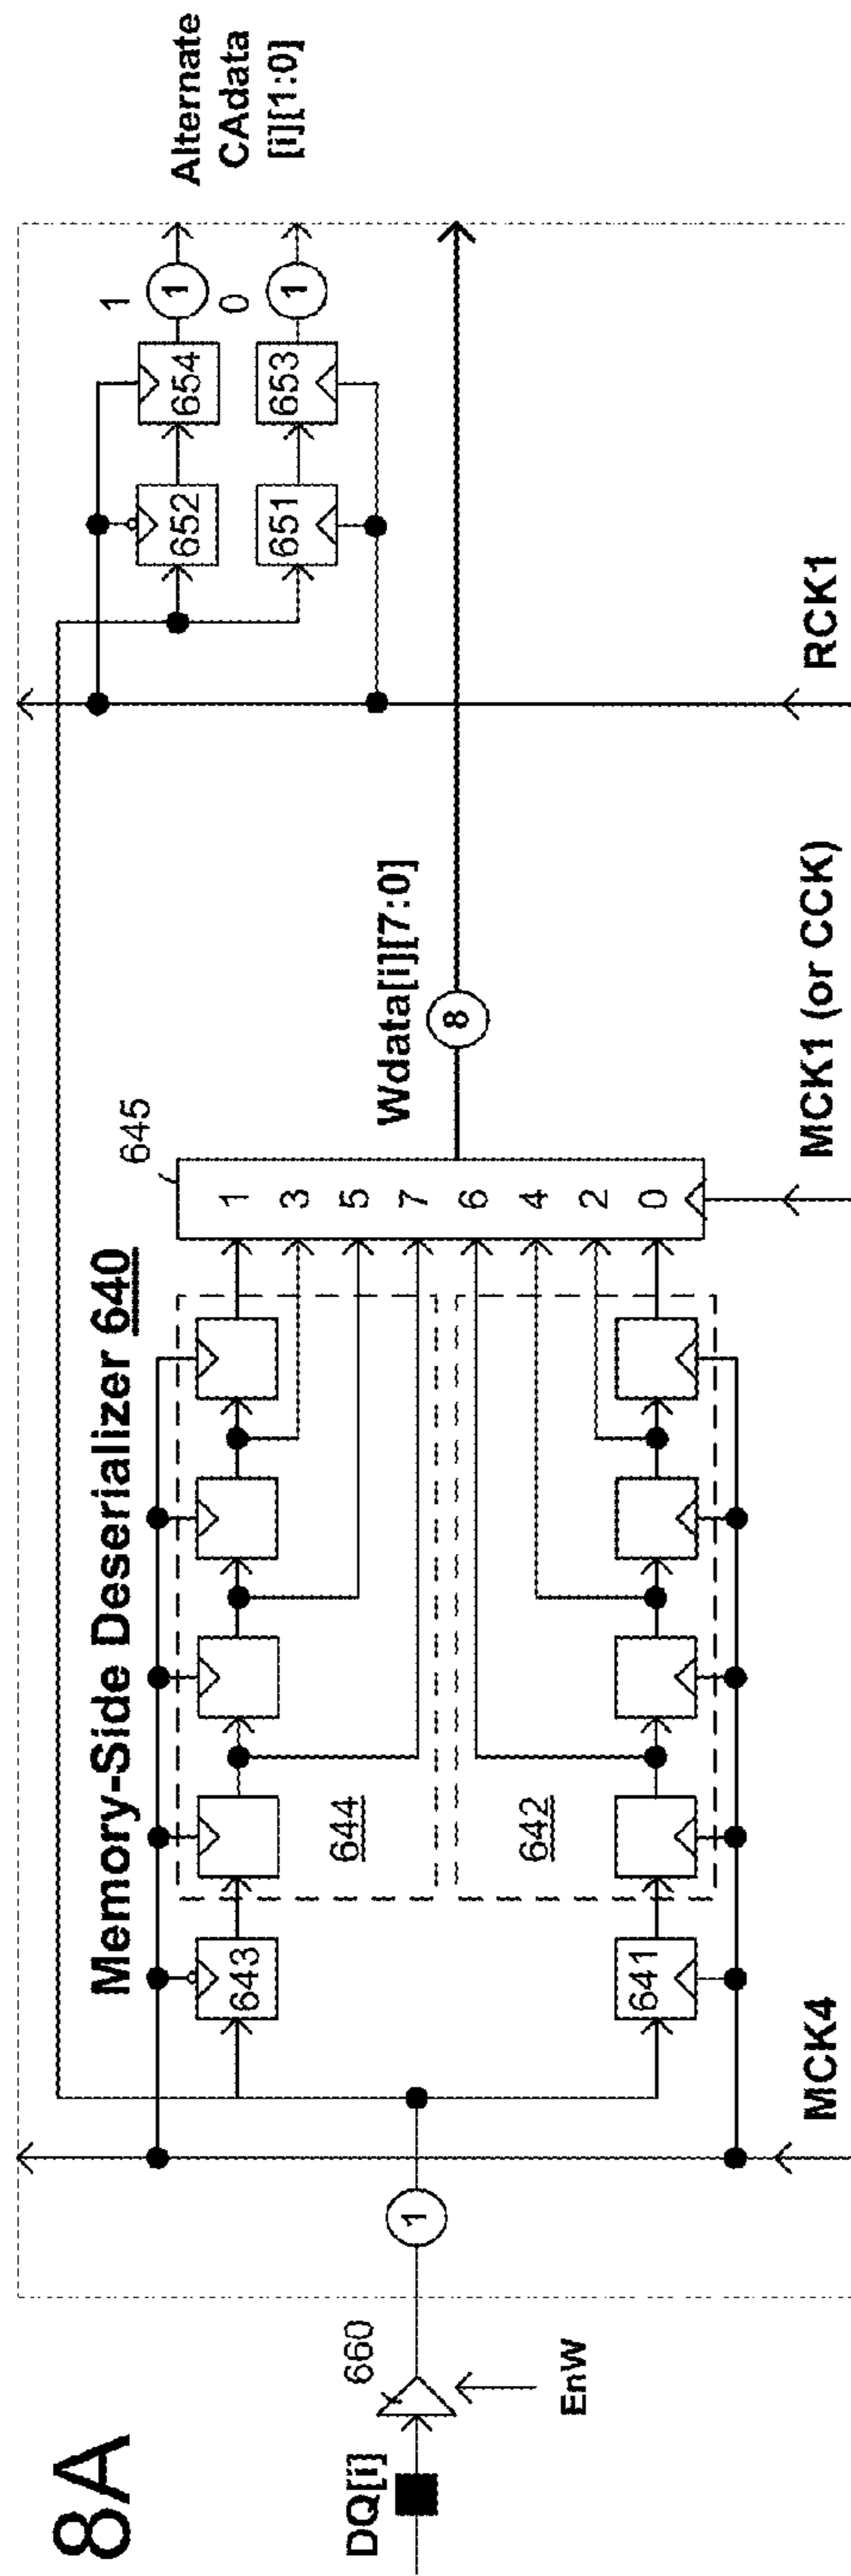 8A
Memory-Side Deserializer 640
DQ[i]
660
EnW
1
643
641
644
642
645
1
3
5
7
6
4
2
0
Wdata[i][7:0]
8
652
654
651
653
1
1
0
1
Alternate
CAdata
[i][1:0]
MCK4
MCK1 (or CCK)
RCK1